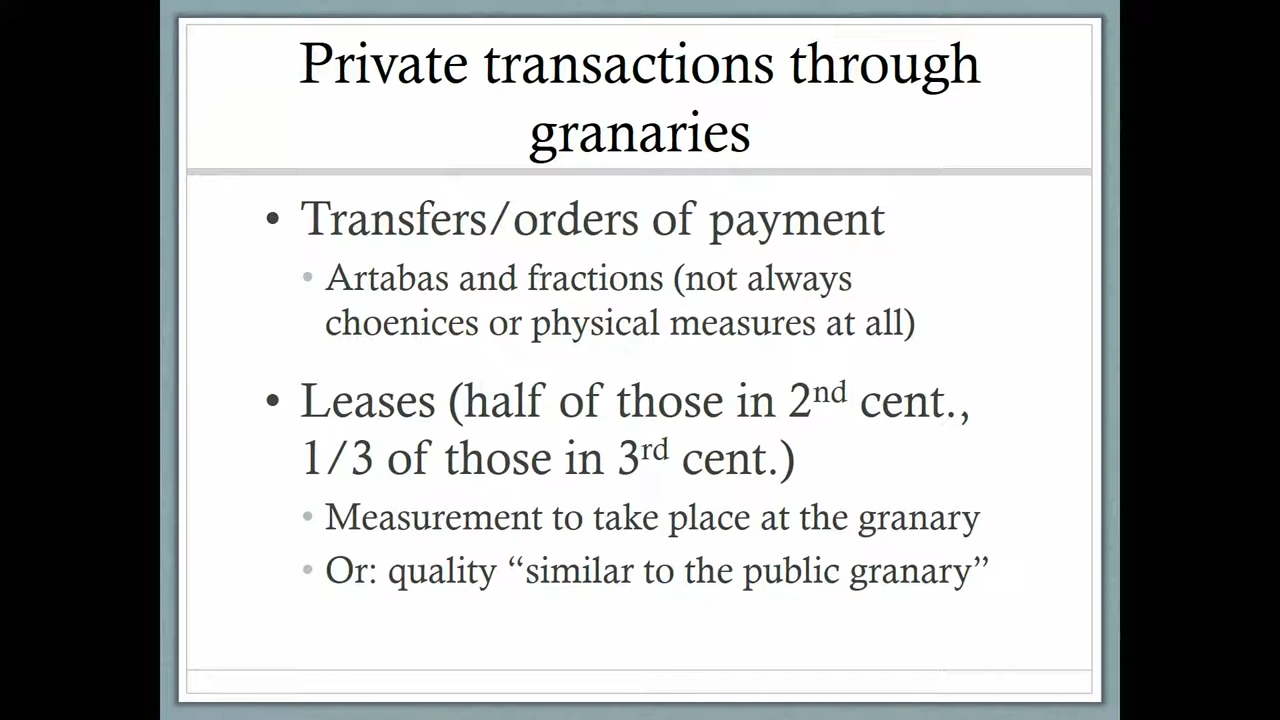 Private transactions through
granaries
• Transfers/orders of payment
• Artabas and fractions (not always
choenices or physical measures at all)
• Leases (half of those in 2nd cent.,
1/3 of those in 3rd cent.)
• Measurement to take place at the granary
• Or: quality “similar to the public granary”